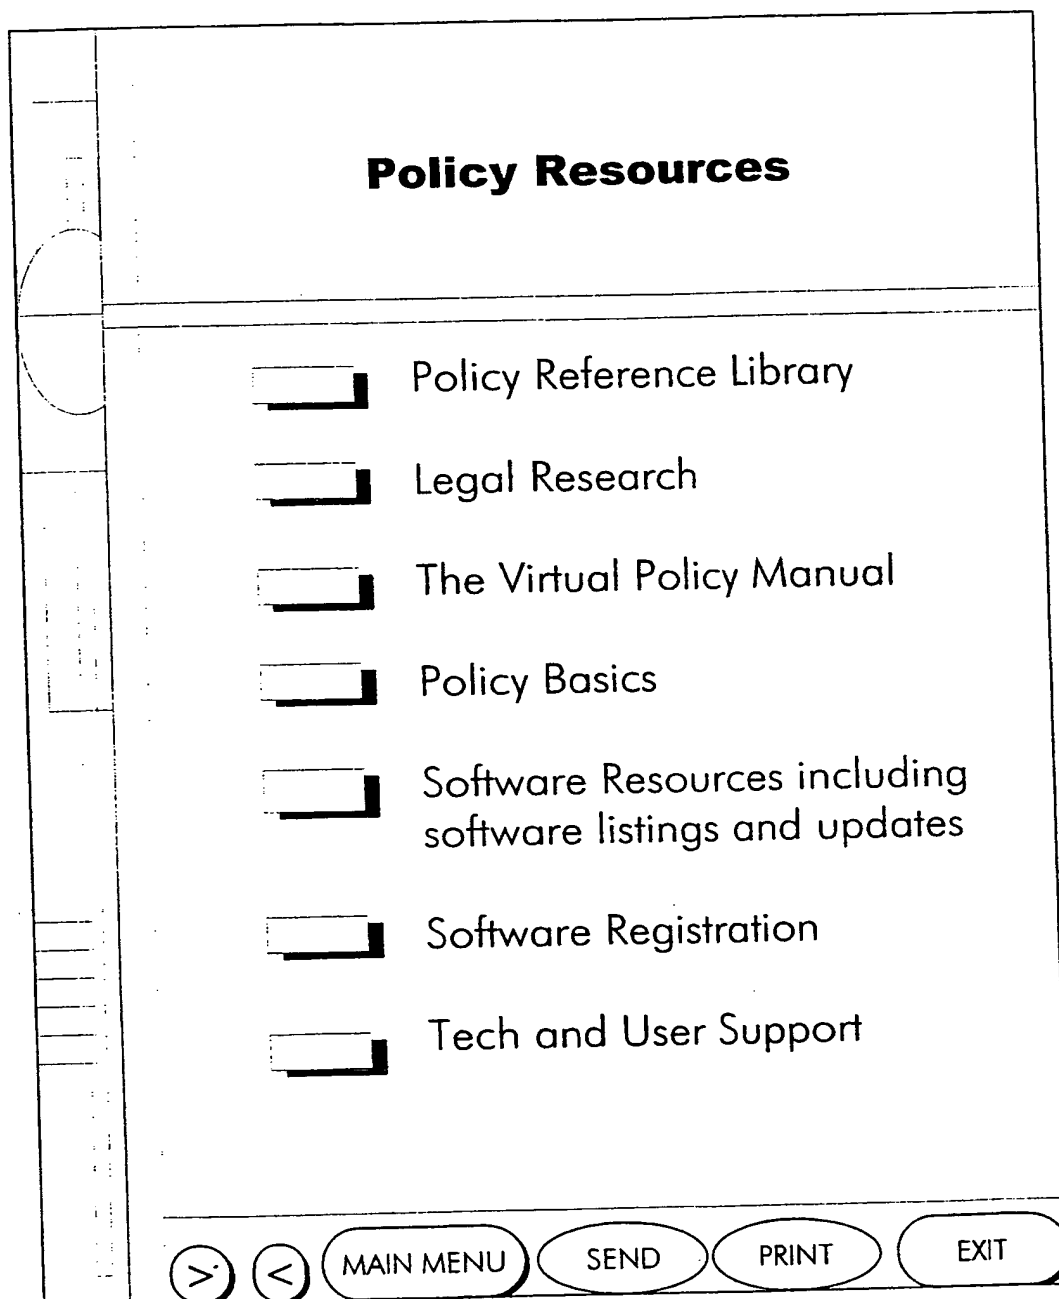 Policy Resources
Policy Reference Library
Legal Research
The Virtual Policy Manual
Policy Basics
Software Resources including
software listings and updates
Software Registration
Tech and User Support
> < MAIN MENU SEND PRINT EXIT